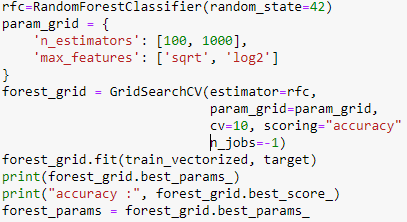 rfc=RandomForestClassifier(random_state=42)
param_grid = {
    'n_estimators': [100, 1000],
    'max_features': ['sqrt', 'log2']
}
forest_grid = GridSearchCV(estimator=rfc,
                           param_grid=param_grid,
                           cv=10, scoring="accuracy"
                           n_jobs=-1)
forest_grid.fit(train_vectorized, target)
print(forest_grid.best_params_)
print("accuracy :", forest_grid.best_score_)
forest_params = forest_grid.best_params_